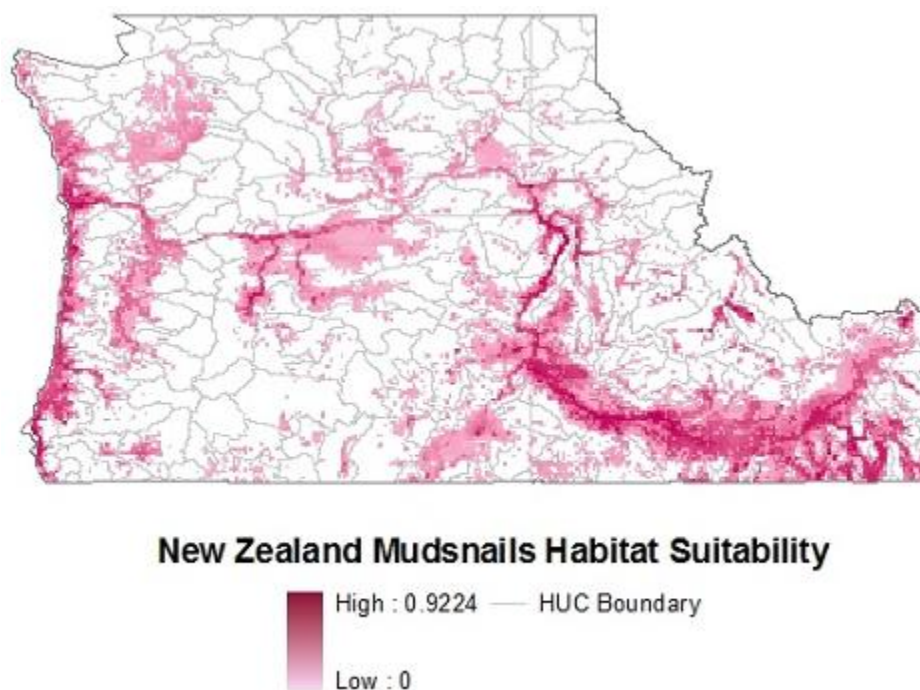 New Zealand Mudsnails Habitat Suitability
High : 0.9224
HUC Boundary
Low : 0